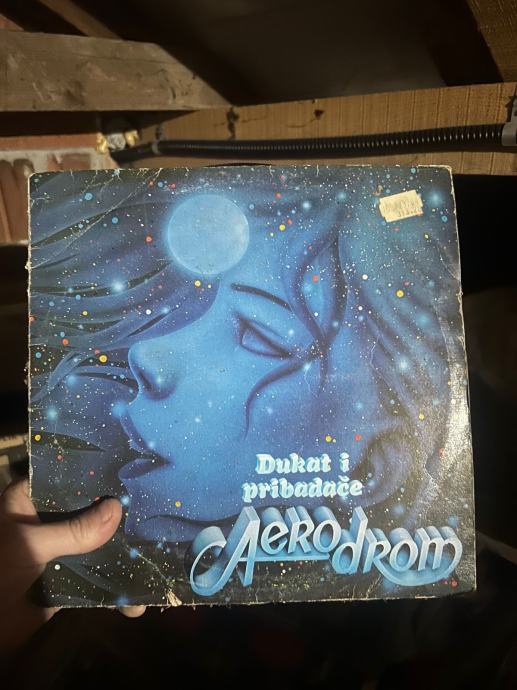 Dukat i
pribadače
Aerodrom